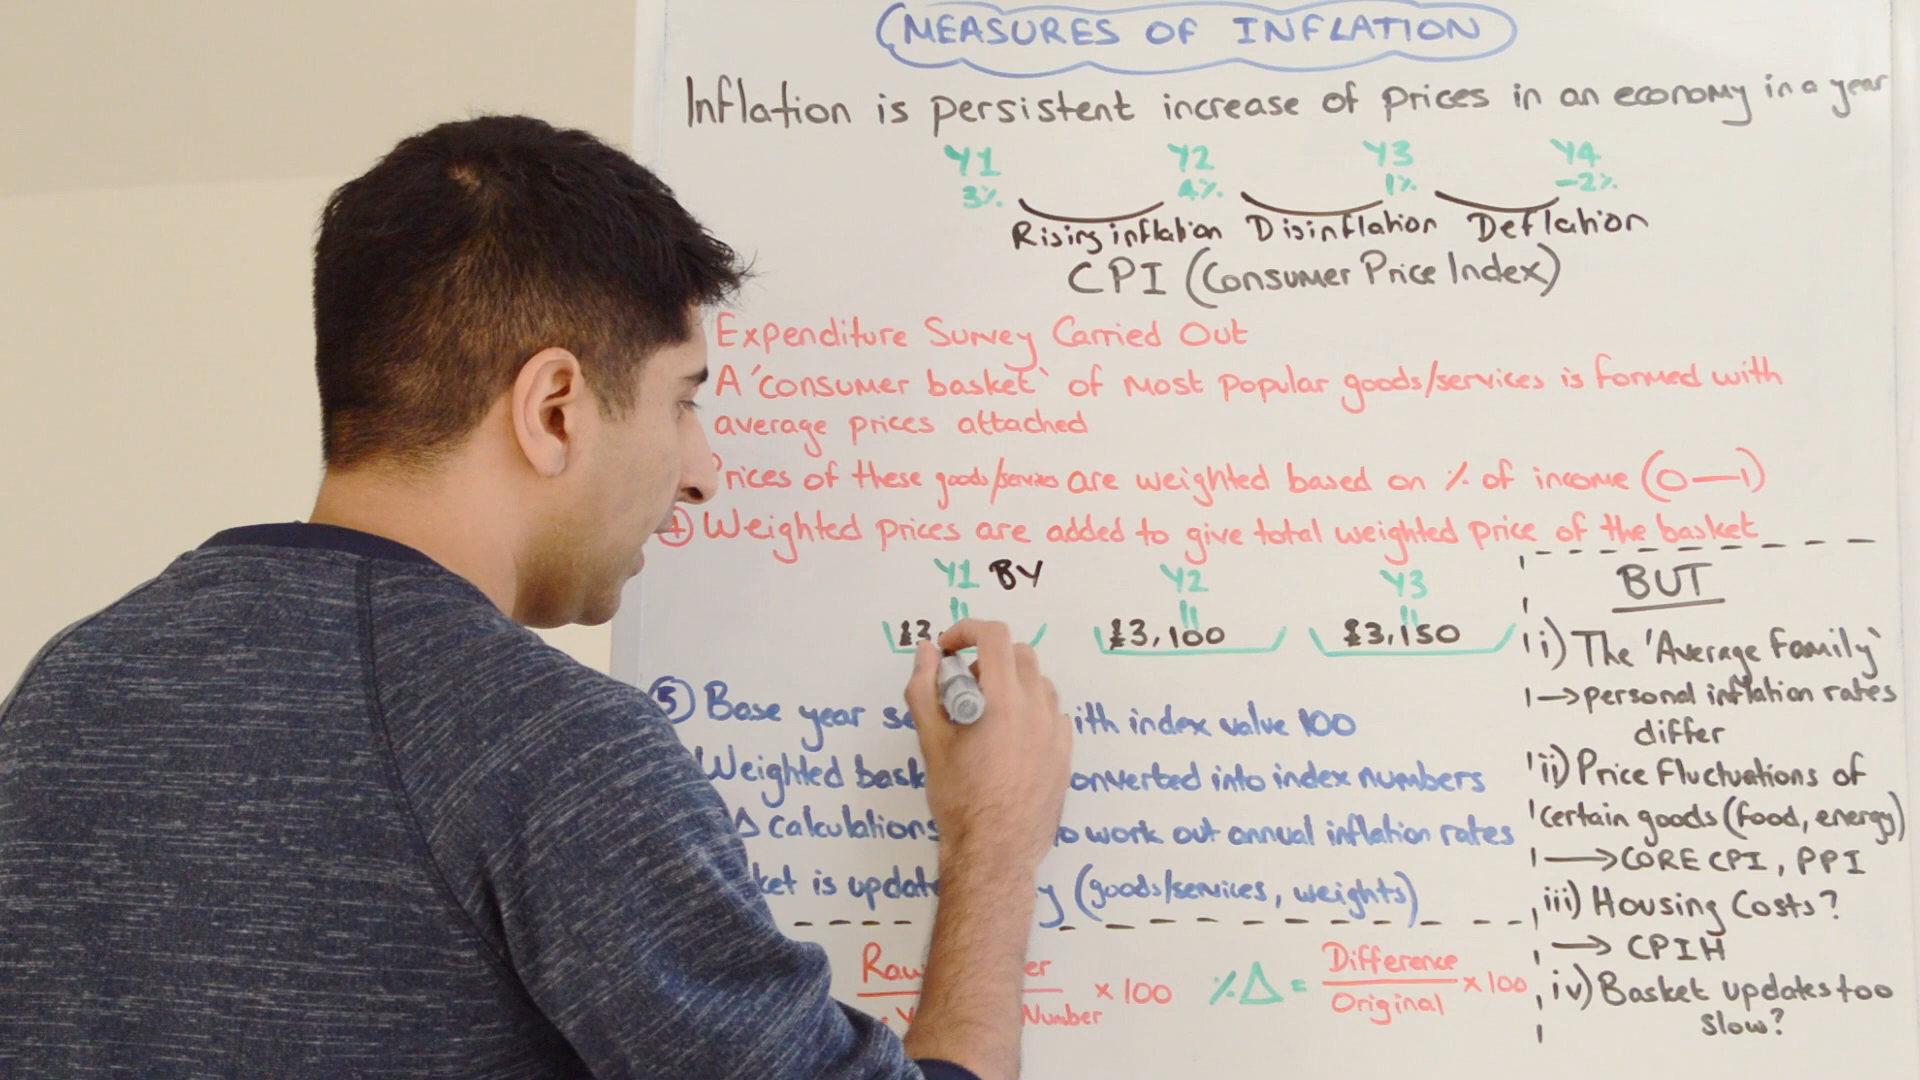 MEASURES OF INFLATION
Inflation is persistent increase of prices in an economy in a year
Y1 Y2 Y3 Y4
3% 4% 1% -2%
Rising inflation Disinflation Deflation
CPI (Consumer Price Index)
Expenditure Survey Carried Out
A 'consumer basket' of most popular goods/services is formed with
average prices attached
rices of these goods/services are weighted based on % of income (0—1)
4) Weighted prices are added to give total weighted price of the basket
Y1 BY Y2 Y3
£3, £3,100 £3,150
5 Base year se ith index value 100
Weighted bask onverted into index numbers
Δ calculations o work out annual inflation rates
ket is updat y (goods/services, weights)
Raw er × 100
Number
%Δ = Difference × 100
Original
BUT
i) The 'Average Family'
→ personal inflation rates
differ
ii) Price Fluctuations of
certain goods (food, energy)
→ CORE CPI, PPI
iii) Housing Costs?
→ CPIH
iv) Basket updates too
slow?